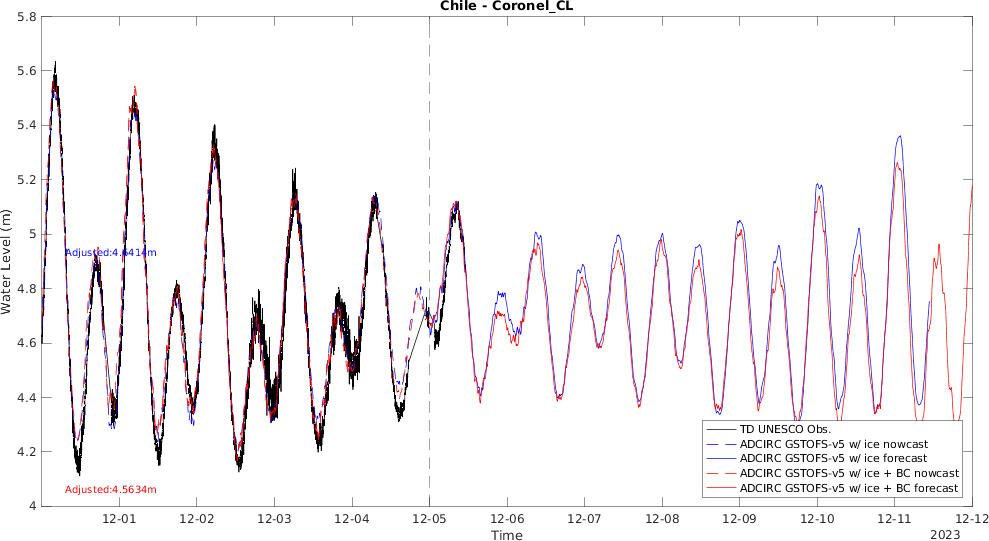 Chile - Coronel_CL
5.8
5.6
5.4
5.2
5
4.8
4.6
4.4
4.2
4
Water Level (m)
Adjusted:4.6414m
Adjusted:4.5634m
TD UNESCO Obs.
ADCIRC GSTOFS-v5 w/ ice nowcast
ADCIRC GSTOFS-v5 w/ ice forecast
ADCIRC GSTOFS-v5 w/ ice + BC nowcast
ADCIRC GSTOFS-v5 w/ ice + BC forecast
12-01 12-02 12-03 12-04 12-05 12-06 12-07 12-08 12-09 12-10 12-11 12-12
Time
2023